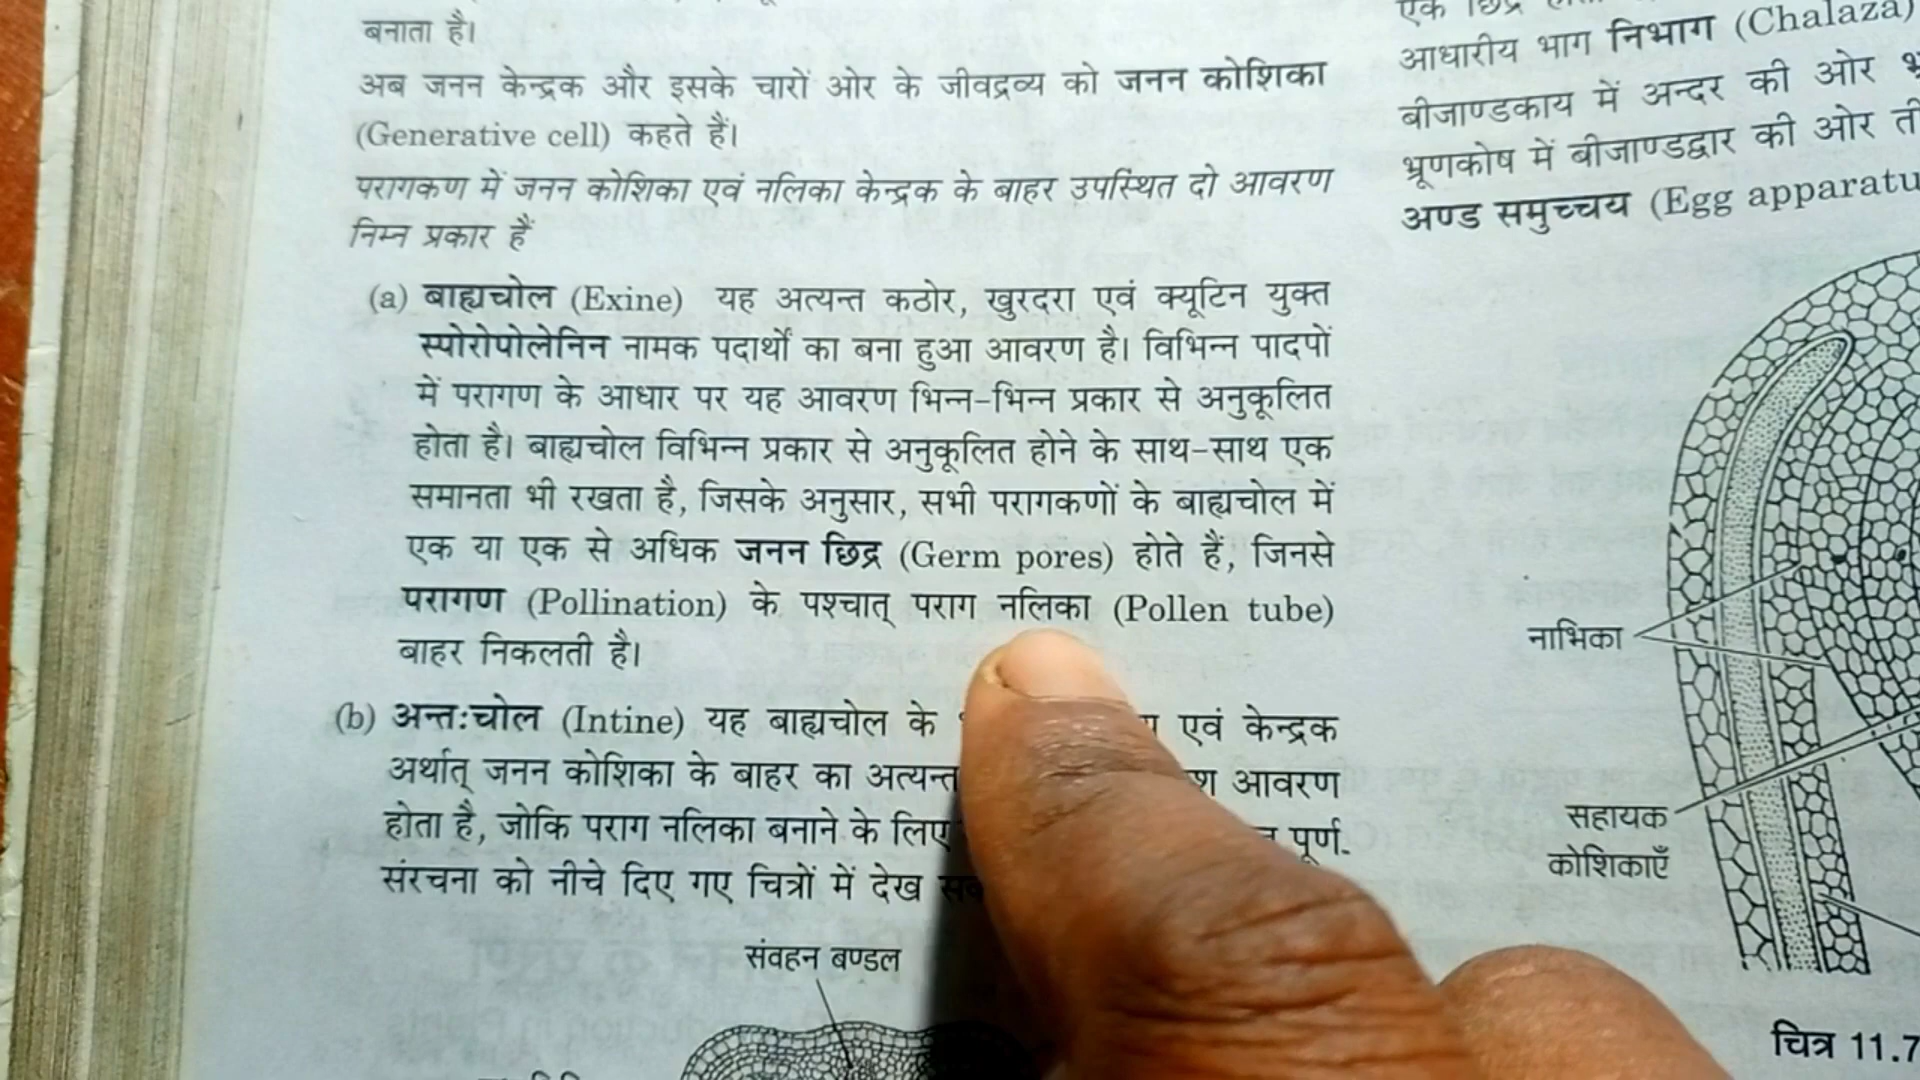 बनाता है।
अब जनन केन्द्रक और इसके चारों ओर के जीवद्रव्य को जनन कोशिका
(Generative cell) कहते हैं।
परागकण में जनन कोशिका एवं नलिका केन्द्रक के बाहर उपस्थित दो आवरण
निम्न प्रकार हैं
(a) बाह्यचोल (Exine) यह अत्यन्त कठोर, खुरदरा एवं क्यूटिन युक्त
स्पोरोपोलेनिन नामक पदार्थों का बना हुआ आवरण है। विभिन्न पादपों
में परागण के आधार पर यह आवरण भिन्न-भिन्न प्रकार से अनुकूलित
होता है। बाह्यचोल विभिन्न प्रकार से अनुकूलित होने के साथ-साथ एक
समानता भी रखता है, जिसके अनुसार, सभी परागकणों के बाह्यचोल में
एक या एक से अधिक जनन छिद्र (Germ pores) होते हैं, जिनसे
परागण (Pollination) के पश्चात् पराग नलिका (Pollen tube)
बाहर निकलती है।
(b) अन्तःचोल (Intine) यह बाह्यचोल के एवं केन्द्रक
अर्थात् जनन कोशिका के बाहर का अत्यन्त आवरण
होता है, जोकि पराग नलिका बनाने के लिए पूर्ण
संरचना को नीचे दिए गए चित्रों में देख
संवहन बण्डल
एक
आधारीय भाग निभाग (Chalaza)
बीजाण्डकाय में अन्दर की ओर
भ्रूणकोष में बीजाण्डद्वार की ओर
अण्ड समुच्चय (Egg
नाभिका
सहायक
कोशिकाएँ
चित्र 11.7